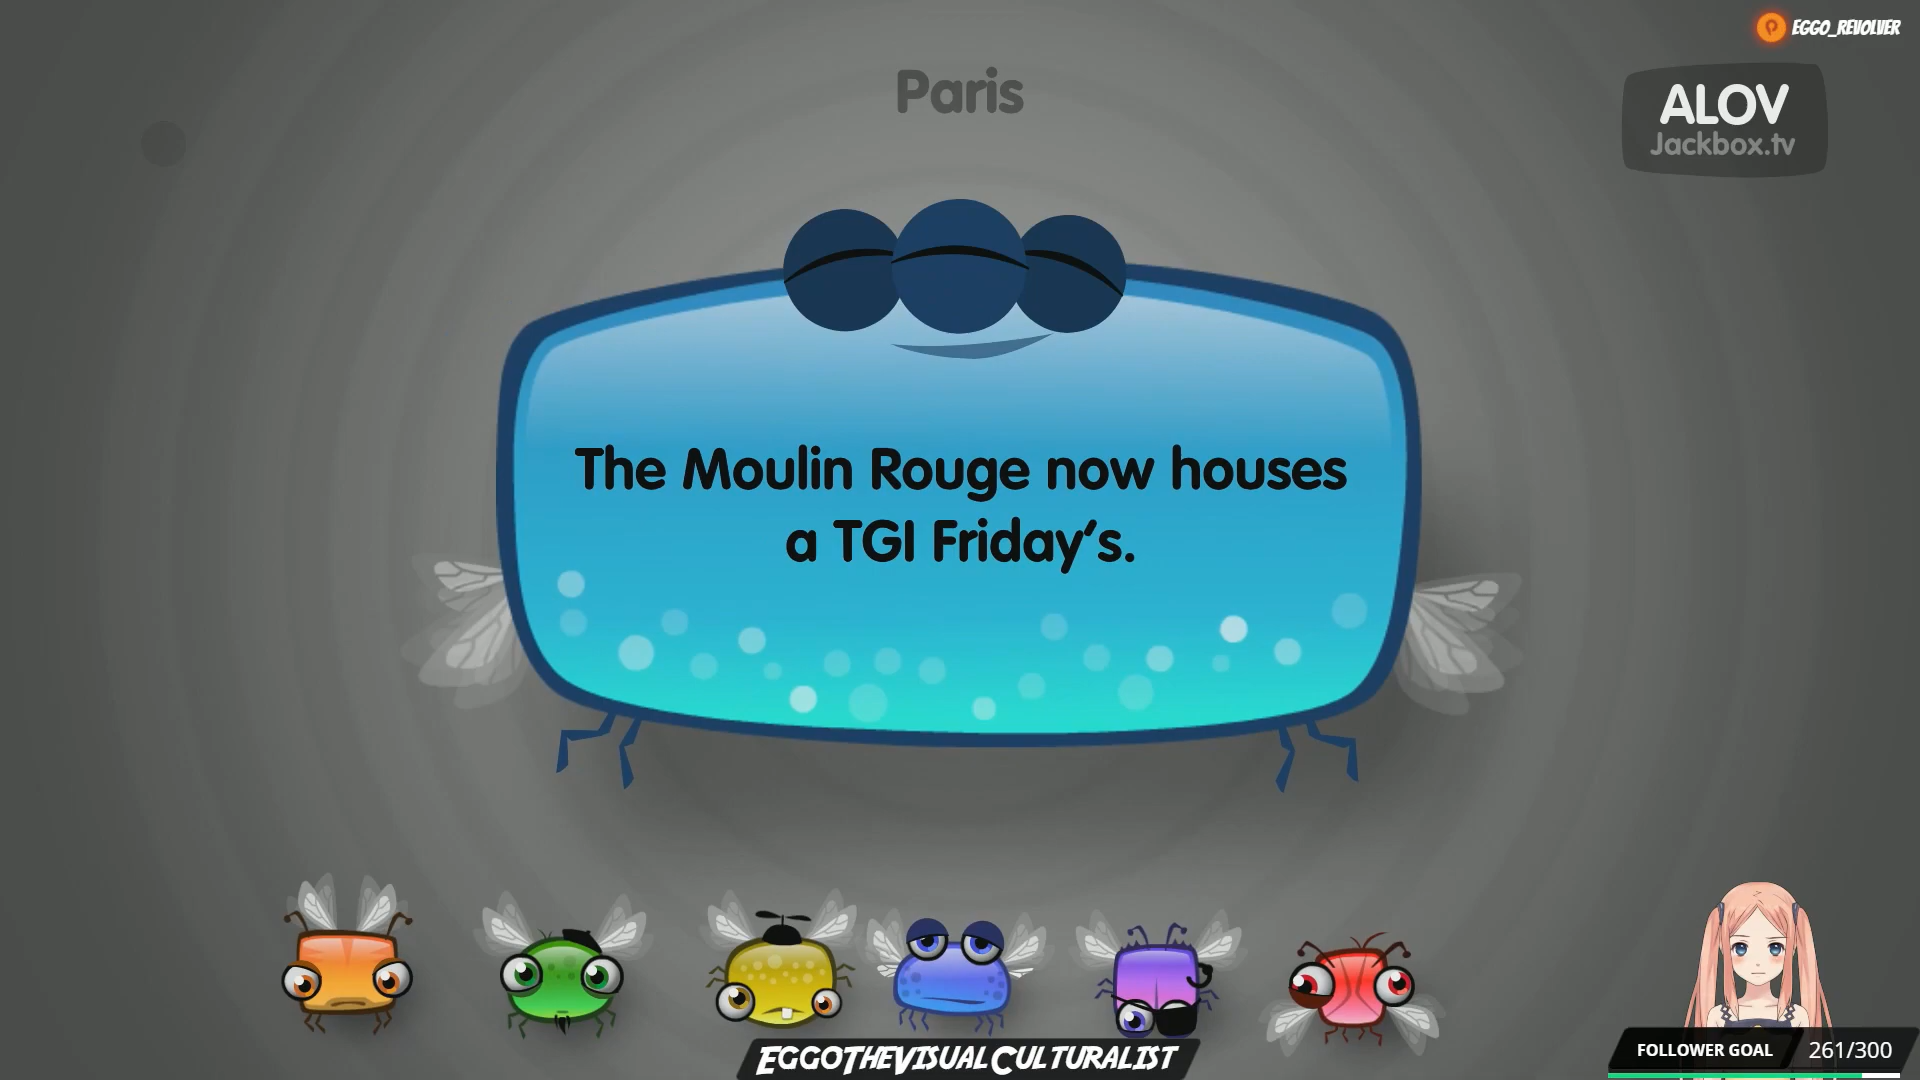 EGGO_REVOLVER
Paris
ALOV
Jackbox.tv
The Moulin Rouge now houses
a TGI Friday's.
EGGOTHEVISUALCULTURALIST
FOLLOWER GOAL 261/300